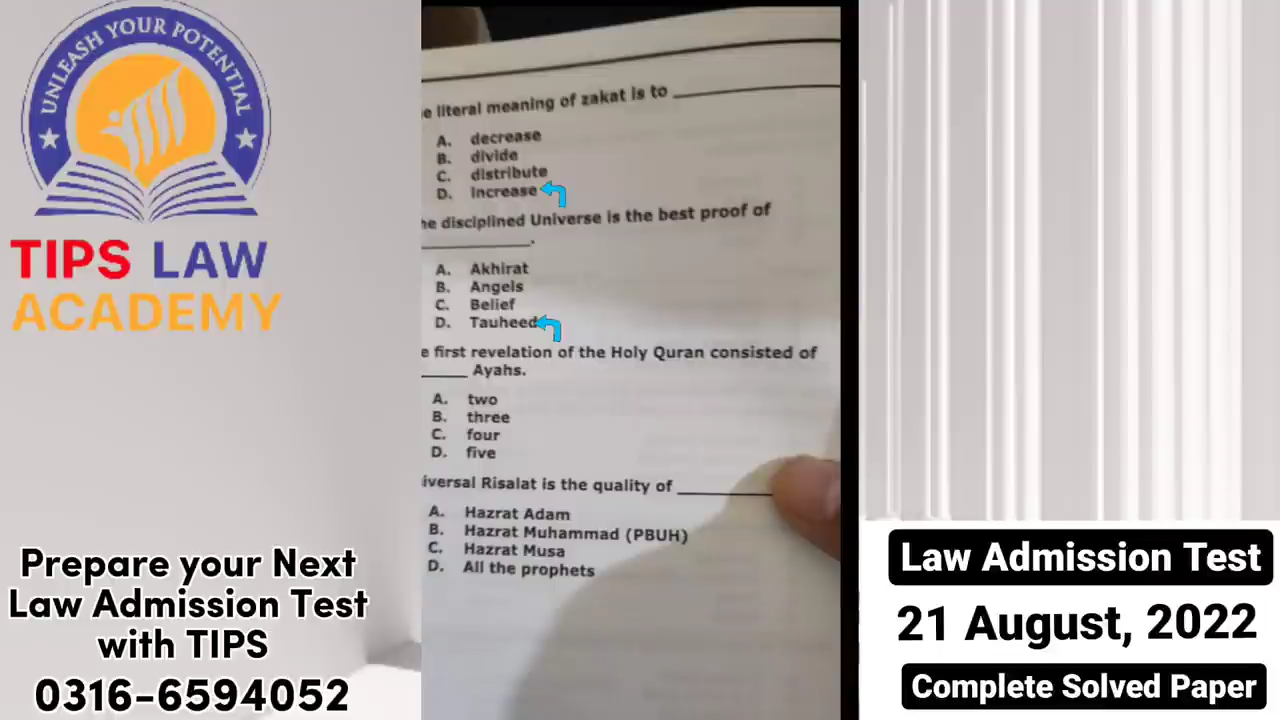 UNLEASH YOUR POTENTIAL
TIPS LAW
ACADEMY
Prepare your Next
Law Admission Test
with TIPS
0316-6594052
e literal meaning of zakat is to __________
A. decrease
B. divide
C. distribute
D. Increase
he disciplined Universe is the best proof of
__________.
A. Akhirat
B. Angels
C. Belief
D. Tauheed
e first revelation of the Holy Quran consisted of
_____ Ayahs.
A. two
B. three
C. four
D. five
iversal Risalat is the quality of __________
A. Hazrat Adam
B. Hazrat Muhammad (PBUH)
C. Hazrat Musa
D. All the prophets
Law Admission Test
21 August, 2022
Complete Solved Paper